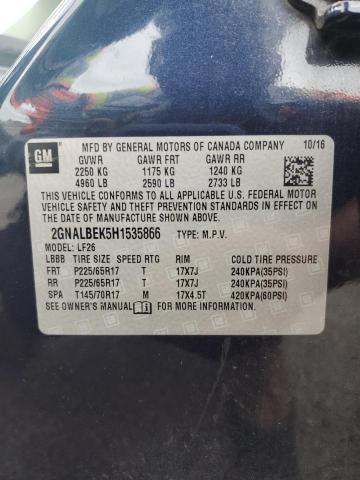 GM
MFD BY GENERAL MOTORS OF CANADA COMPANY 10/16
GVWR GAWR FRT GAWR RR
2250 KG 1175 KG 1240 KG
4960 LB 2590 LB 2733 LB
THIS VEHICLE CONFORMS TO ALL APPLICABLE U.S. FEDERAL MOTOR
VEHICLE SAFETY AND THEFT PREVENTION STANDARDS IN EFFECT
ON THE DATE OF MANUFACTURE SHOWN ABOVE.
2GNALBEK5H1535866 TYPE: M.P.V.
MODEL: LF26
LBBB TIRE SIZE SPEED RTG RIM COLD TIRE PRESSURE
FRT P225/65R17 T 17X7J 240KPA(35PSI)
RR P225/65R17 T 17X7J 240KPA(35PSI)
SPA T145/70R17 M 17X4.5T 420KPA(60PSI)
SEE OWNER'S MANUAL FOR MORE INFORMATION.